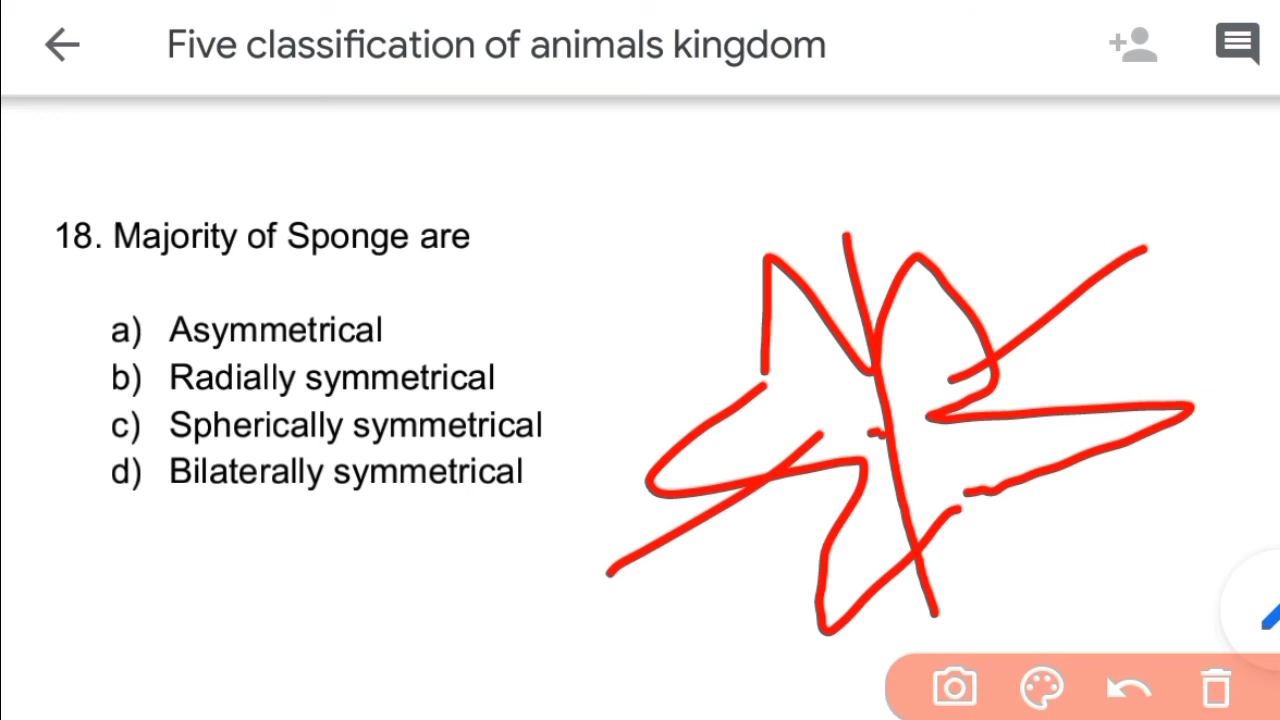 Five classification of animals kingdom
18. Majority of Sponge are
a) Asymmetrical
b) Radially symmetrical
c) Spherically symmetrical
d) Bilaterally symmetrical